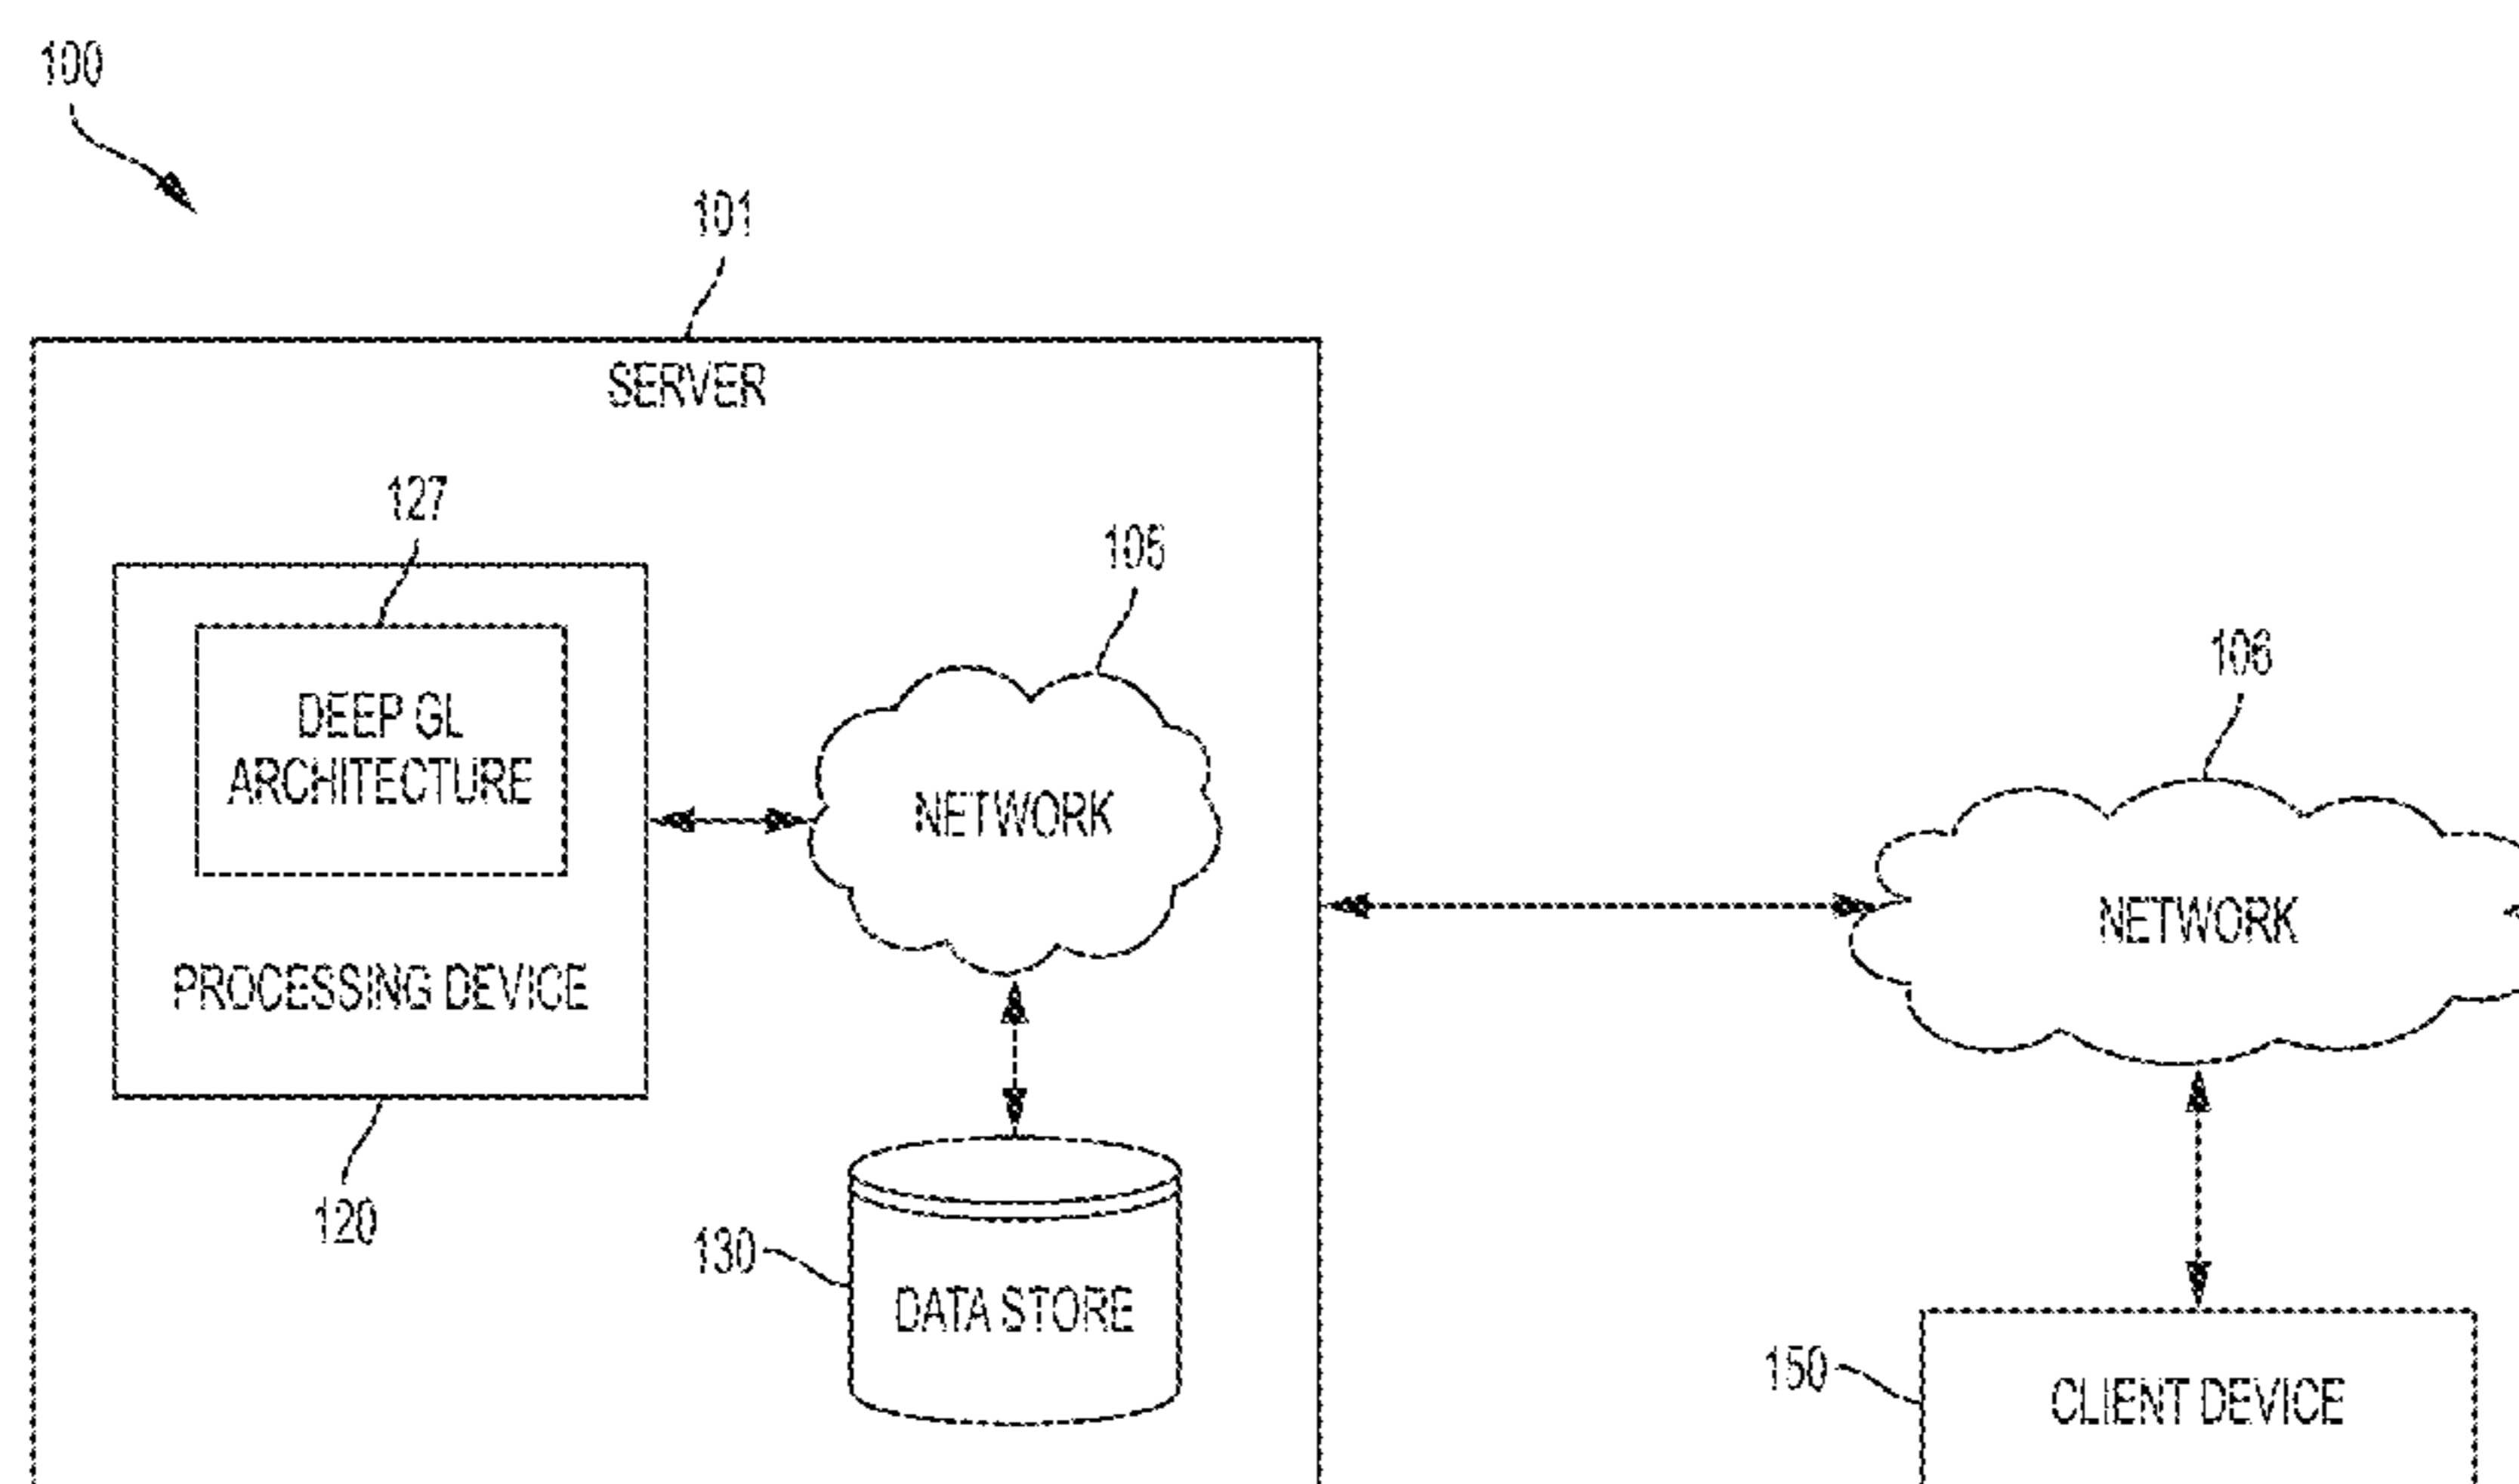 100
101
SERVER
127
105
106
DEEP GL
ARCHITECTURE
NETWORK
NETWORK
PROCESSING DEVICE
120
130
DATA STORE
150
CLIENT DEVICE